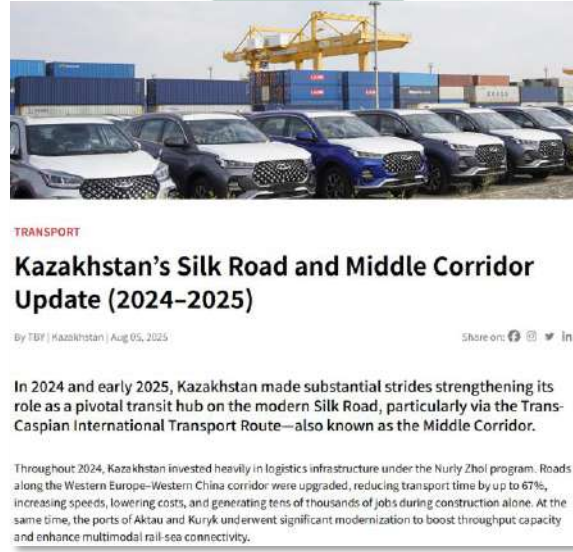 TRANSPORT
Kazakhstan’s Silk Road and Middle Corridor
Update (2024–2025)
By TBY | Kazakhstan | Aug 05, 2025
Share on:
In 2024 and early 2025, Kazakhstan made substantial strides strengthening its
role as a pivotal transit hub on the modern Silk Road, particularly via the Trans-
Caspian International Transport Route—also known as the Middle Corridor.
Throughout 2024, Kazakhstan invested heavily in logistics infrastructure under the Nurly Zhol program. Roads
along the Western Europe–Western China corridor were upgraded, reducing transport time by up to 67%,
increasing speeds, lowering costs, and generating tens of thousands of jobs during construction alone. At the
same time, the ports of Aktau and Kuryk underwent significant modernization to boost throughput capacity
and enhance multimodal rail-sea connectivity.